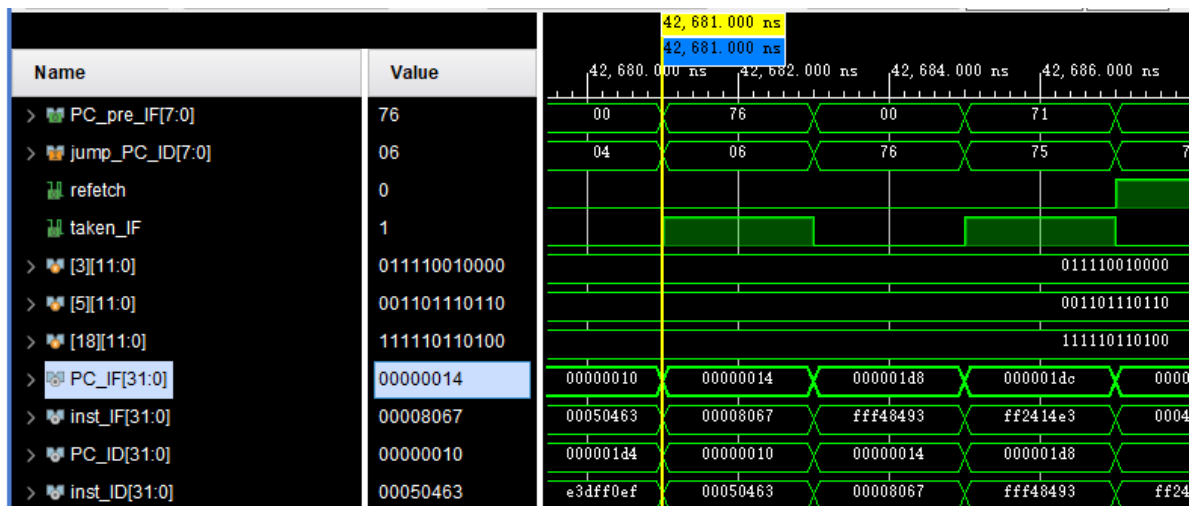 42,681.000 ns
42,681.000 ns
Name Value 42,680.000 ns 42,682.000 ns 42,684.000 ns 42,686.000 ns
PC_pre_IF[7:0] 76 00 76 00 71
jump_PC_ID[7:0] 06 04 06 76 75 7
refetch 0
taken_IF 1
[3][11:0] 011110010000 011110010000
[5][11:0] 001101110110 001101110110
[18][11:0] 111110110100 111110110100
PC_IF[31:0] 00000014 00000010 00000014 000001d8 000001dc 0000
inst_IF[31:0] 00008067 00050463 00008067 fff48493 ff2414e3 0004
PC_ID[31:0] 00000010 000001d4 00000010 00000014 000001d8
inst_ID[31:0] 00050463 e3dff0ef 00050463 00008067 fff48493 ff24